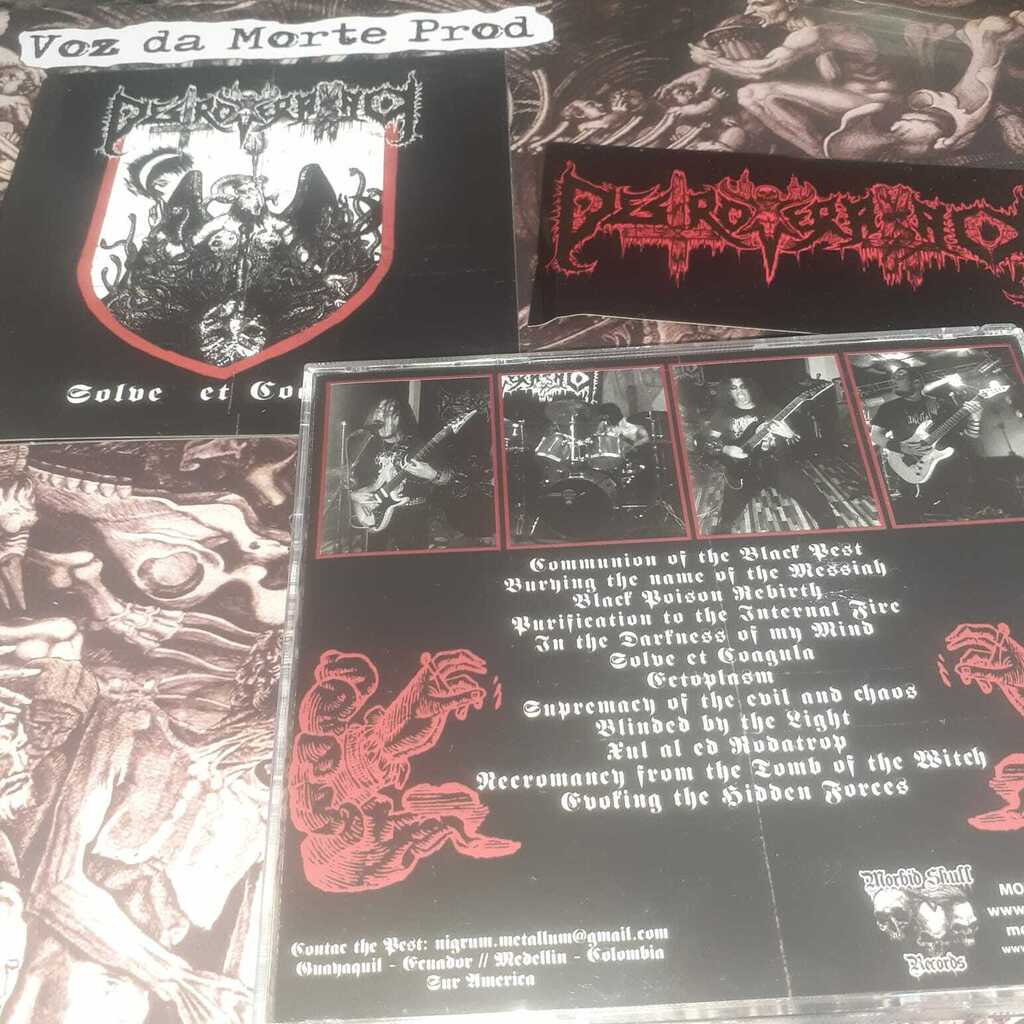 Voz da Morte Prod
Solve et
Communion of the Black Pest
Burying the name of the Messiah
Black Poison Rebirth
Purification to the Internal Fire
In the Darkness of my Mind
Solve et Coagula
Ectoplasm
Supremacy of the evil and chaos
Blinded by the Light
Xul al ed Rodatrop
Necromancy from the Tomb of the Witch
Evoking the Hidden Forces
Morbid Skull
Records
Contac the Pest: nigrum.metallum@gmail.com
Guayaquil - Ecuador // Medellin - Colombia
Sur America